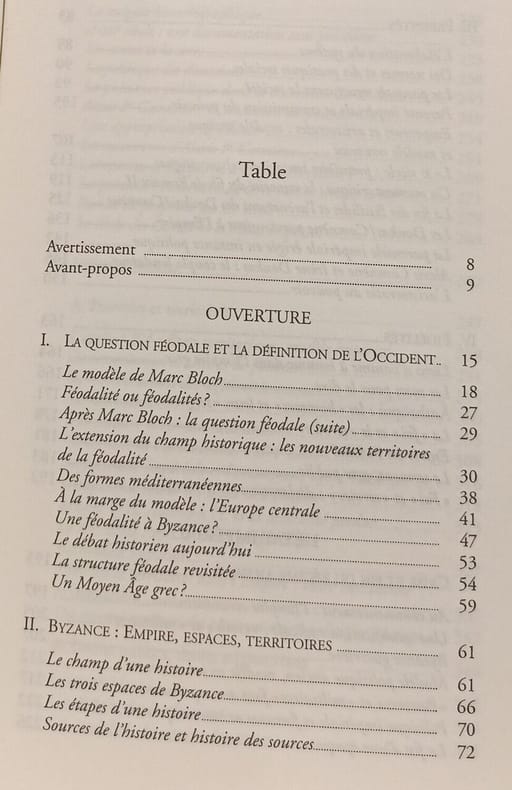 Table
Avertissement 8
Avant-propos 9
OUVERTURE
I. LA QUESTION FÉODALE ET LA DÉFINITION DE L'OCCIDENT.. 15
Le modèle de Marc Bloch 18
Féodalité ou féodalités ? 27
Après Marc Bloch : la question féodale (suite) 29
L'extension du champ historique : les nouveaux territoires
de la féodalité 30
Des formes méditerranéennes 38
À la marge du modèle : l'Europe centrale 41
Une féodalité à Byzance ? 47
Le débat historien aujourd'hui 53
La structure féodale revisitée 54
Un Moyen Âge grec ? 59
II. BYZANCE : EMPIRE, ESPACES, TERRITOIRES 61
Le champ d'une histoire 61
Les trois espaces de Byzance 66
Les étapes d'une histoire 70
Sources de l'histoire et histoire des sources 72